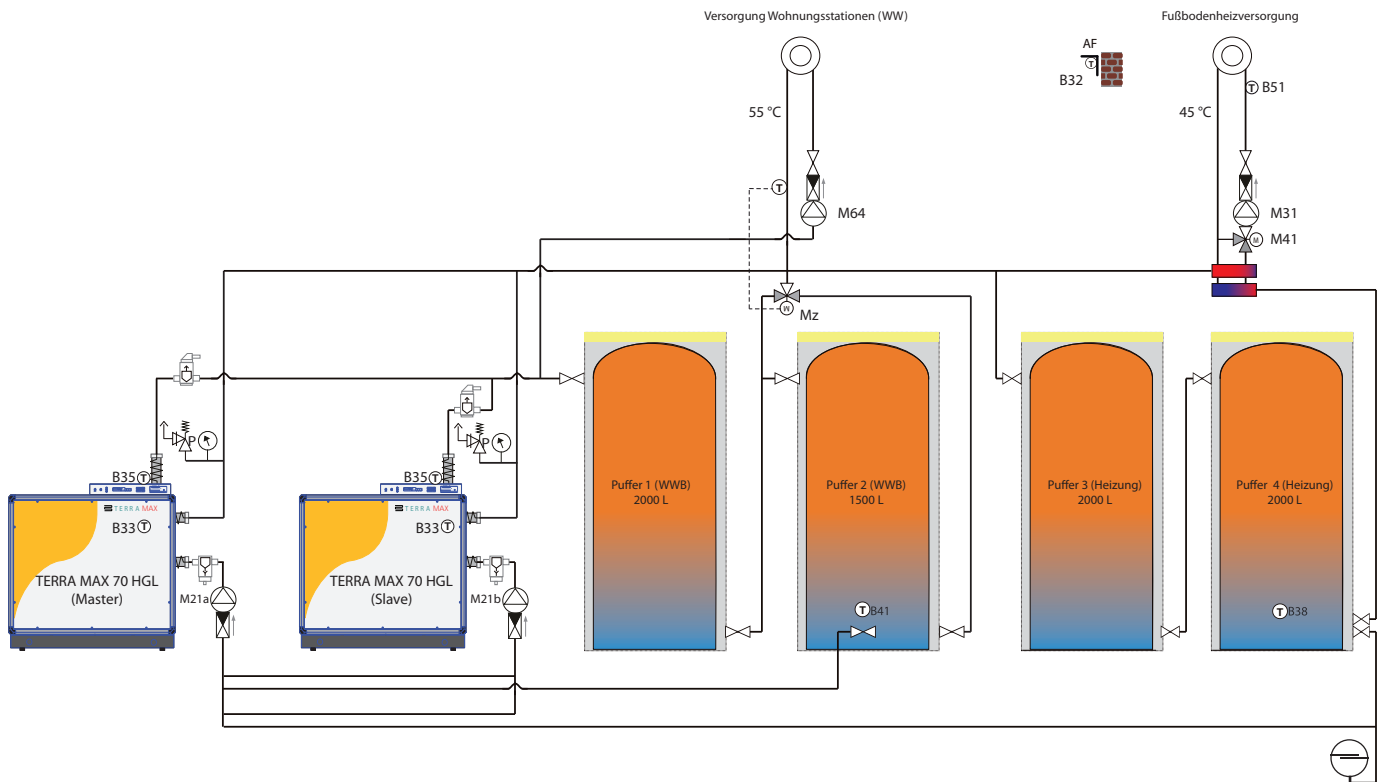 Versorgung Wohnungsstationen (WW)
Fußbodenheizversorgung
AF
T
B32
T
B51
55 °C
45 °C
T
M64
M31
M
M41
M
Mz
P
P
B35
T
B35
T
TERRA MAX
TERRA MAX
B33
T
B33
T
Puffer 1 (WWB)
2000 L
Puffer 2 (WWB)
1500 L
Puffer 3 (Heizung)
2000 L
Puffer 4 (Heizung)
2000 L
TERRA MAX 70 HGL
(Master)
M21a
TERRA MAX 70 HGL
(Slave)
M21b
T
B41
T
B38